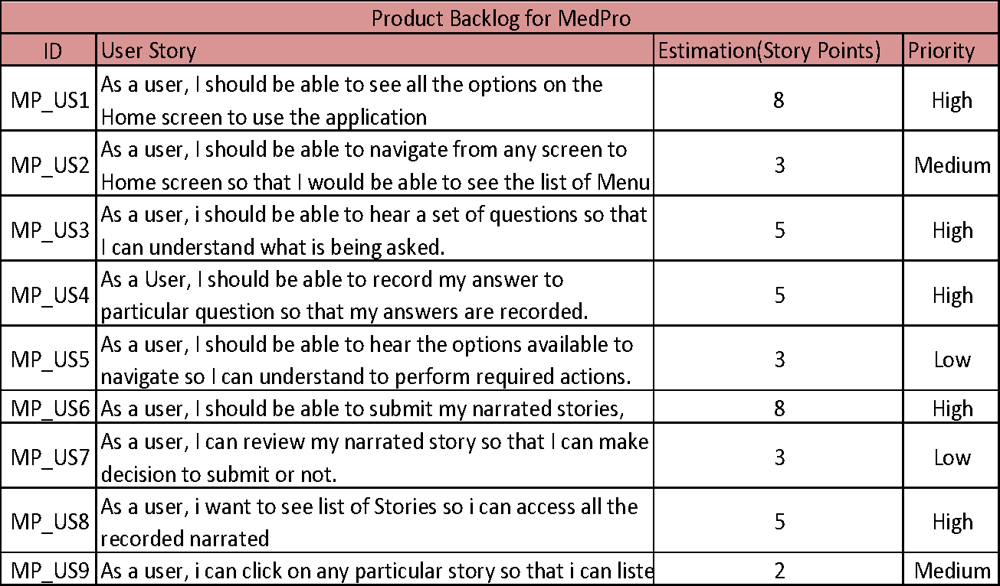 Product Backlog for MedPro
ID User Story Estimation(Story Points) Priority
MP_US1 As a user, I should be able to see all the options on the
Home screen to use the application 8 High
MP_US2 As a user, I should be able to navigate from any screen to
Home screen so that I would be able to see the list of Menu 3 Medium
MP_US3 As a user, i should be able to hear a set of questions so that
I can understand what is being asked. 5 High
MP_US4 As a User, I should be able to record my answer to
particular question so that my answers are recorded. 5 High
MP_US5 As a user, I should be able to hear the options available to
navigate so I can understand to perform required actions. 3 Low
MP_US6 As a user, I should be able to submit my narrated stories, 8 High
MP_US7 As a user, I can review my narrated story so that I can make
decision to submit or not. 3 Low
MP_US8 As a user, i want to see list of Stories so i can access all the
recorded narrated 5 High
MP_US9 As a user, i can click on any particular story so that i can liste 2 Medium